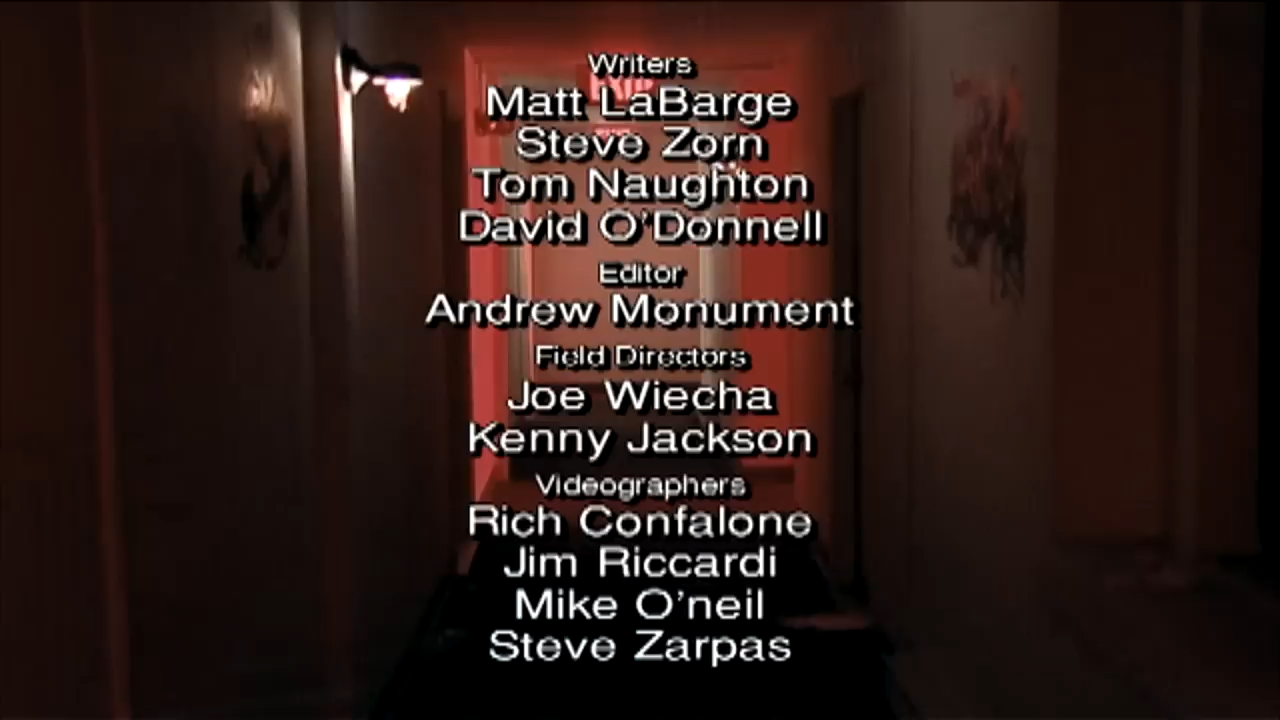 Writers
EXIT
Matt LaBarge
Steve Zorn
Tom Naughton
David O'Donnell
Editor
Andrew Monument
Field Directors
Joe Wiecha
Kenny Jackson
Videographers
Rich Confalone
Jim Riccardi
Mike O'neil
Steve Zarpas